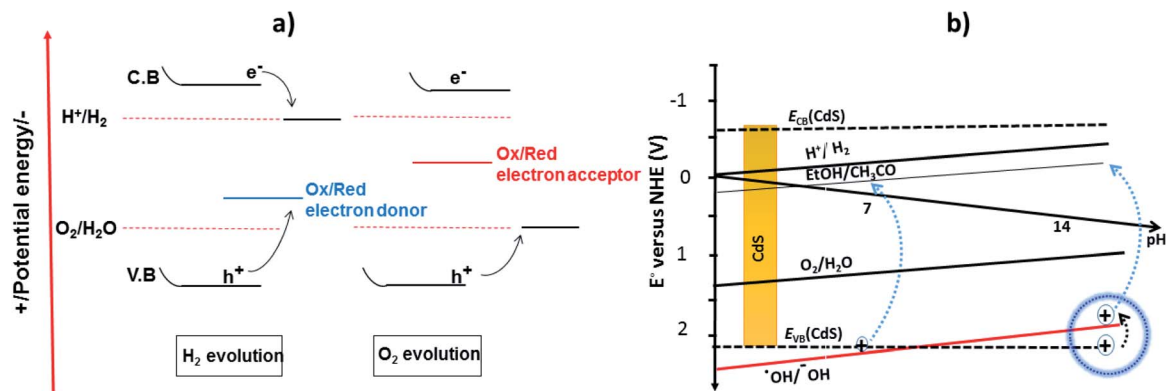 a)
+/Potential energy/-
C.B
e-
e-
H+/H2
Ox/Red
electron acceptor
Ox/Red
electron donor
O2/H2O
V.B
h+
h+
H2 evolution
O2 evolution
b)
E° versus NHE (V)
-1
0
1
2
ECB(CdS)
H+/ H2
EtOH/CH3CO
7
14
pH
CdS
O2/H2O
EVB(CdS)
+
+
+
•OH/-OH